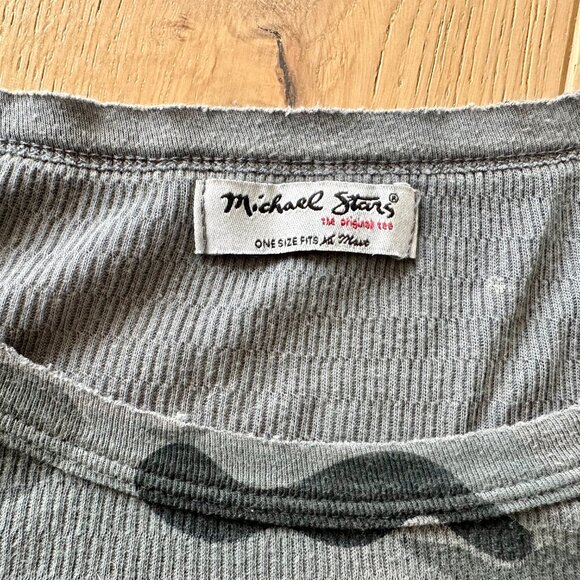 Michael Stars®
the original tee
ONE SIZE FITS Most